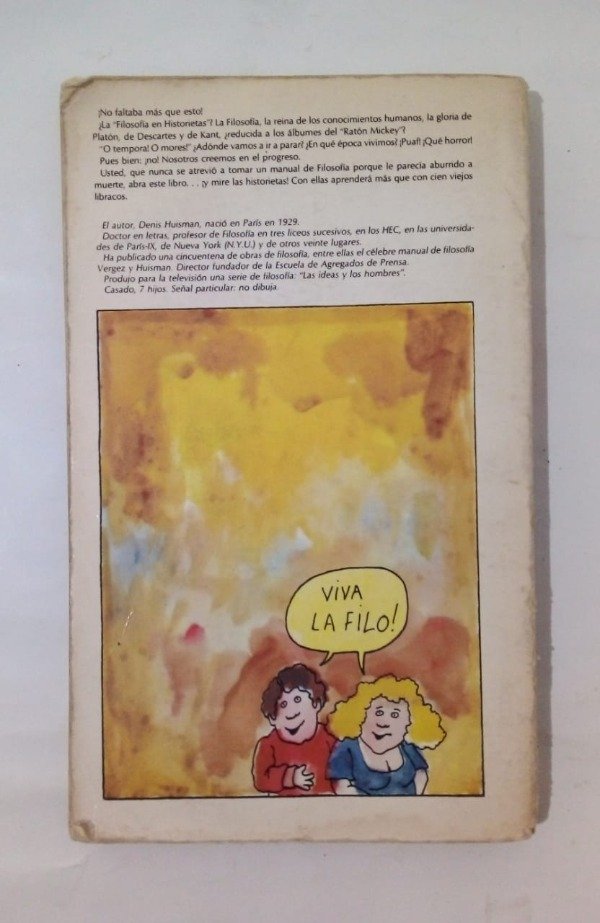 ¡No faltaba más que esto!
¿La "Filosofía en Historietas"? La Filosofía, la reina de los conocimientos humanos, la gloria de
Platón, de Descartes y de Kant, ¿reducida a los álbumes del "Ratón Mickey"?
"O tempora! O mores!" ¿Adónde vamos a ir a parar? ¿En qué época vivimos? ¡Puaf! ¡Qué horror!
Pues bien: ¡no! Nosotros creemos en el progreso.
Usted, que nunca se atrevió a tomar un manual de Filosofía porque le parecía aburrido a
muerte, abra este libro. . . ¡y mire las historietas! Con ellas aprenderá más que con cien viejos
libracos.
El autor, Denis Huisman, nació en París en 1929.
Doctor en letras, profesor de Filosofía en tres liceos sucesivos, en los HEC, en las universida-
des de París-IX, de Nueva York (N.Y.U.) y de otros veinte lugares.
Ha publicado una cincuentena de obras de filosofía, entre ellas el célebre manual de filosofía
Vergez y Huisman. Director fundador de la Escuela de Agregados de Prensa.
Produjo para la televisión una serie de filosofía: "Las ideas y los hombres".
Casado, 7 hijos. Señal particular: no dibuja.
VIVA
LA FILO!